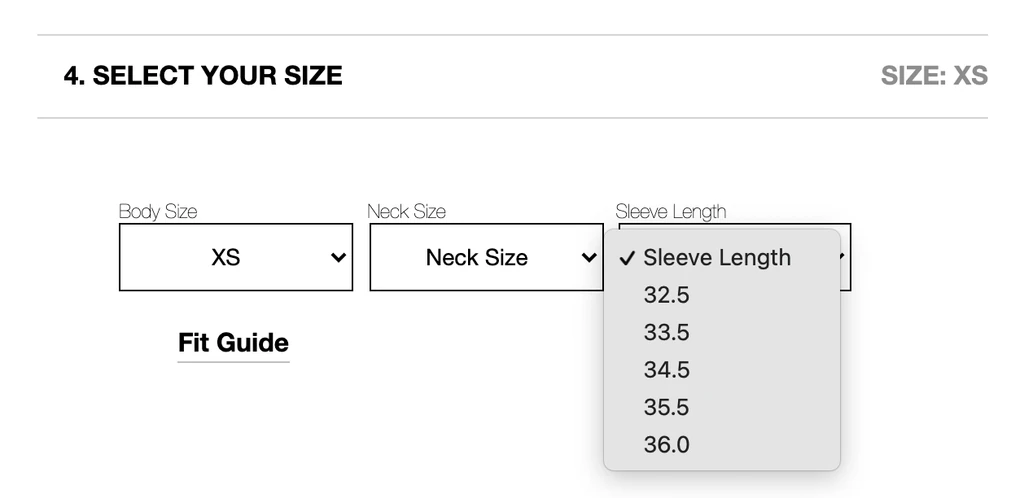 4. SELECT YOUR SIZE
SIZE: XS
Body Size
Neck Size
Sleeve Length
XS
Neck Size
✓ Sleeve Length
32.5
33.5
34.5
35.5
36.0
Fit Guide